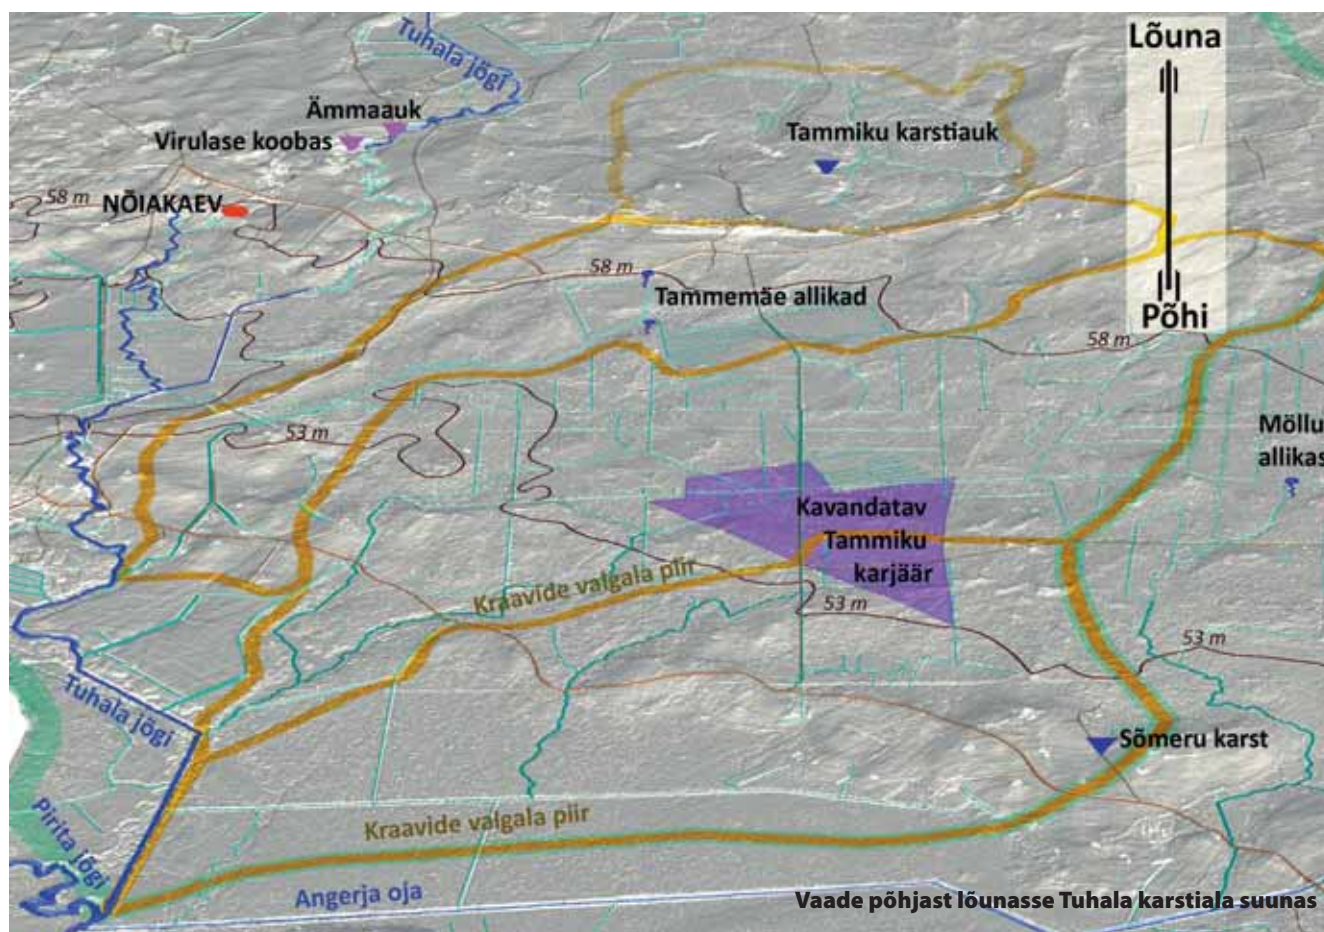 Lõuna
Tuhala jõgi
Ämmaauk
Virulase koobas
Tammiku karstiauk
58 m
NÕIAKAEV
58 m
Tammemäe allikad
Põhi
58 m
53 m
Möllu
allikas
Kavandatav
Tammiku
karjäär
Kraavide valgala piir
53 m
53 m
Tuhala jõgi
Sõmeru karst
Pirita jõgi
Kraavide valgala piir
Angerja oja
Vaade põhjast lõunasse Tuhala karstiala suunas